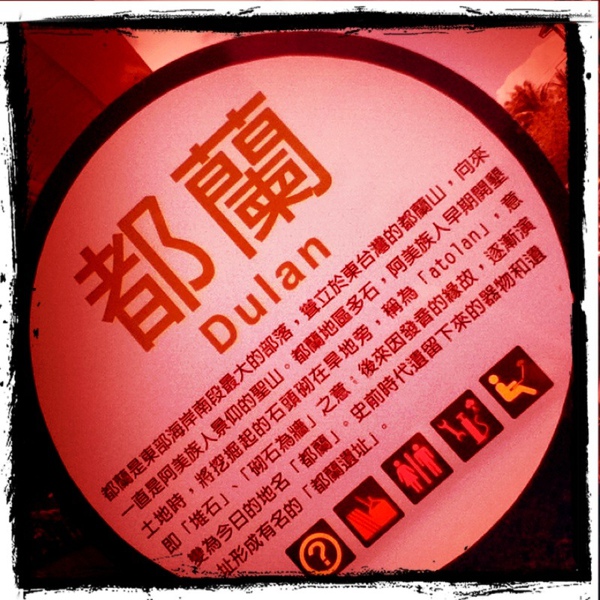 都蘭
Dulan
都蘭是東部海岸南段最大的部落,聳立於東台灣的都蘭山,向來
一直是阿美族人景仰的聖山。都蘭地區多石,阿美族人早期開墾
土地時,將挖掘起的石頭砌在旱地旁,稱為「atolan」,意
即「堆石」、「砌石為牆」之意;後來因發音的緣故,逐漸演
變為今日的地名「都蘭」。史前時代遺留下來的器物和遺
址形成有名的「都蘭遺址」。
?